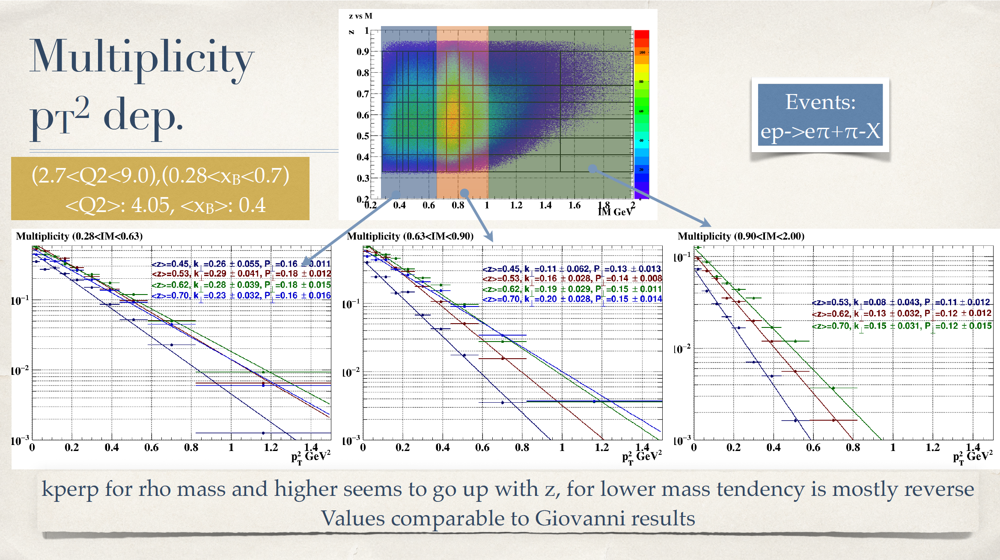 Multiplicity
pT2 dep.
(2.7<Q2<9.0),(0.28<xB<0.7)
<Q2>: 4.05, <xB>: 0.4
z vs M
z
1
0.9
0.8
0.7
0.6
0.5
0.4
0.3
0.2
0.2 0.4 0.6 0.8 1 1.2 1.4 1.6 1.8 2
IM GeV
100
80
60
40
20
0
Events:
ep->eπ+π-X
Multiplicity (0.28<IM<0.63)
<z>=0.45, k⊥=0.26 ± 0.055, P⊥=0.16 ± 0.011
<z>=0.53, k⊥=0.29 ± 0.041, P⊥=0.18 ± 0.012
<z>=0.62, k⊥=0.28 ± 0.039, P⊥=0.18 ± 0.015
<z>=0.70, k⊥=0.23 ± 0.032, P⊥=0.16 ± 0.016
10−1
10−2
10−3
0 0.2 0.4 0.6 0.8 1 1.2 1.4
p2T GeV2
Multiplicity (0.63<IM<0.90)
<z>=0.45, k⊥=0.11 ± 0.062, P⊥=0.13 ± 0.013
<z>=0.53, k⊥=0.16 ± 0.028, P⊥=0.14 ± 0.008
<z>=0.62, k⊥=0.19 ± 0.029, P⊥=0.15 ± 0.011
<z>=0.70, k⊥=0.20 ± 0.028, P⊥=0.15 ± 0.014
10−1
10−2
10−3
0 0.2 0.4 0.6 0.8 1 1.2 1.4
p2T GeV2
Multiplicity (0.90<IM<2.00)
<z>=0.53, k⊥=0.08 ± 0.043, P⊥=0.11 ± 0.012
<z>=0.62, k⊥=0.13 ± 0.032, P⊥=0.12 ± 0.012
<z>=0.70, k⊥=0.15 ± 0.031, P⊥=0.12 ± 0.015
10−1
10−2
10−3
0 0.2 0.4 0.6 0.8 1 1.2 1.4
p2T GeV2
kperp for rho mass and higher seems to go up with z, for lower mass tendency is mostly reverse
Values comparable to Giovanni results